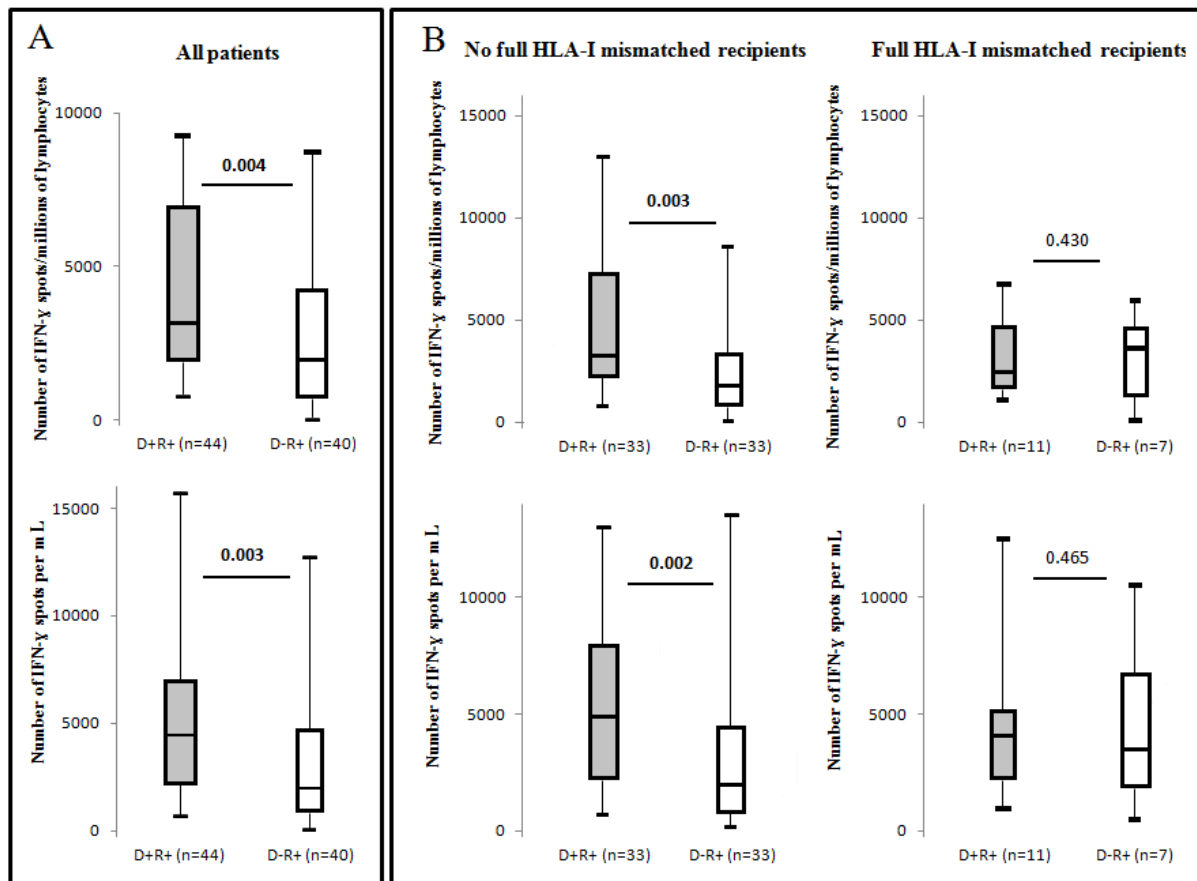 A
All patients
Number of IFN-γ spots/millions of lymphocytes
10000
5000
0
0.004
D+R+ (n=44) D-R+ (n=40)
Number of IFN-γ spots per mL
15000
10000
5000
0
0.003
D+R+ (n=44) D-R+ (n=40)
B
No full HLA-I mismatched recipients
Number of IFN-γ spots/millions of lymphocytes
15000
10000
5000
0
0.003
D+R+ (n=33) D-R+ (n=33)
Full HLA-I mismatched recipients
Number of IFN-γ spots/millions of lymphocytes
15000
10000
5000
0
0.430
D+R+ (n=11) D-R+ (n=7)
Number of IFN-γ spots per mL
10000
5000
0
0.002
D+R+ (n=33) D-R+ (n=33)
Number of IFN-γ spots per mL
10000
5000
0
0.465
D+R+ (n=11) D-R+ (n=7)